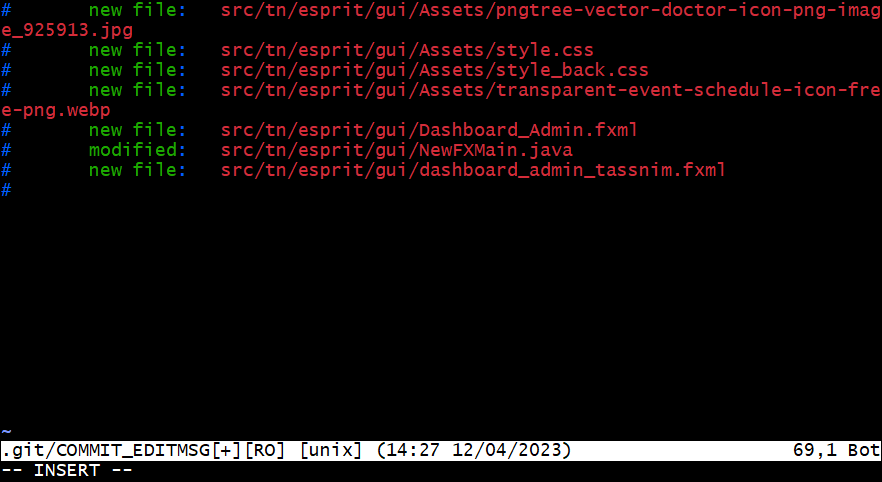 #       new file:   src/tn/esprit/gui/Assets/pngtree-vector-doctor-icon-png-imag
e_925913.jpg
#       new file:   src/tn/esprit/gui/Assets/style.css
#       new file:   src/tn/esprit/gui/Assets/style_back.css
#       new file:   src/tn/esprit/gui/Assets/transparent-event-schedule-icon-fre
e-png.webp
#       new file:   src/tn/esprit/gui/Dashboard_Admin.fxml
#       modified:   src/tn/esprit/gui/NewFXMain.java
#       new file:   src/tn/esprit/gui/dashboard_admin_tassnim.fxml
#
~
.git/COMMIT_EDITMSG[+][RO] [unix] (14:27 12/04/2023)                    69,1 Bot
-- INSERT --